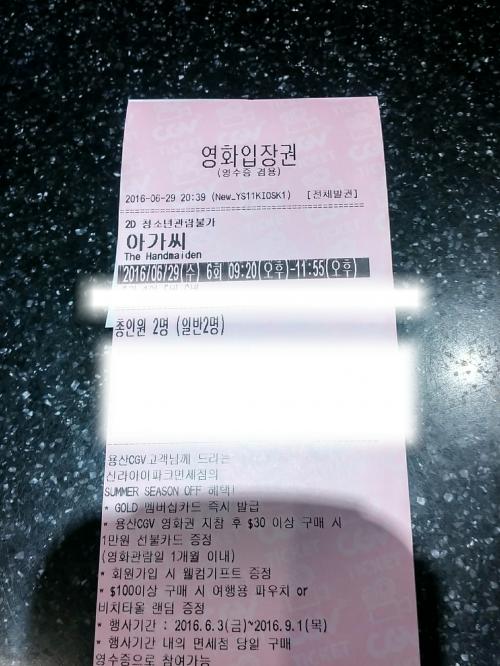 영화입장권
(영수증 겸용)
2016-06-29 20:39 (New_YS11KIOSK1) [전체발권]
2D 청소년관람불가
아가씨
The Handmaiden
2016/06/29(수) 6회 09:20(오후)-11:55(오후)
총인원 2명 (일반2명)
용산CGV고객님께 드리는
신라아이파크면세점의
SUMMER SEASON OFF 혜택!
* GOLD 멤버십카드 즉시 발급
* 용산CGV 영화권 지참 후 $30 이상 구매 시
1만원 선불카드 증정
(영화관람일 1개월 이내)
* 회원가입 시 웰컴기프트 증정
* $100이상 구매 시 여행용 파우치 or
비치타올 랜덤 증정
* 행사기간 : 2016.6.3(금)~2016.9.1(목)
* 행사기간 내의 면세점 당일 구매
영수증으로 참여가능